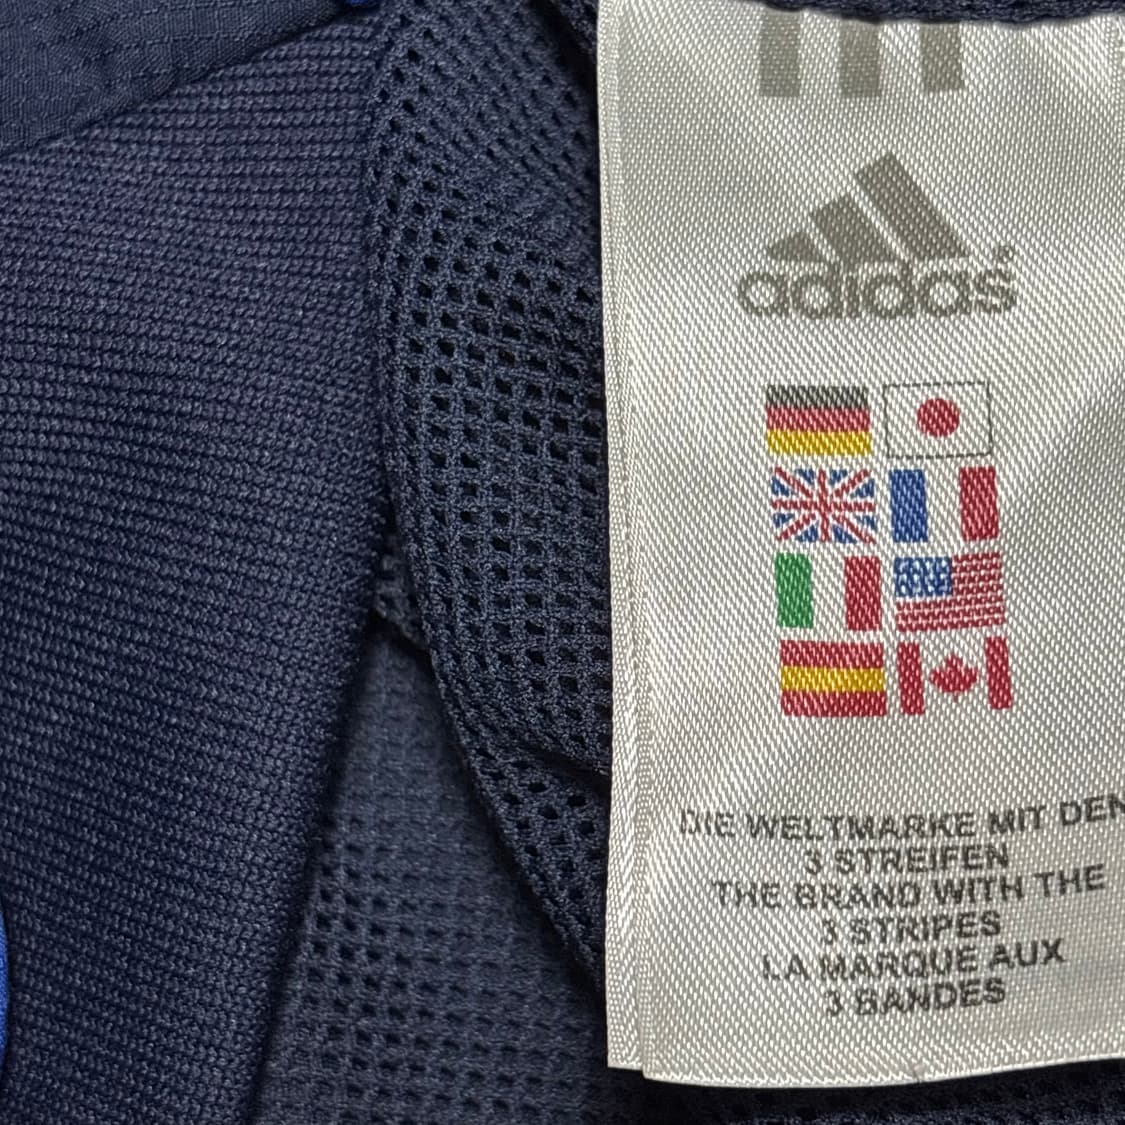 adidas®
DIE WELTMARKE MIT DEN
3 STREIFEN
THE BRAND WITH THE
3 STRIPES
LA MARQUE AUX
3 BANDES